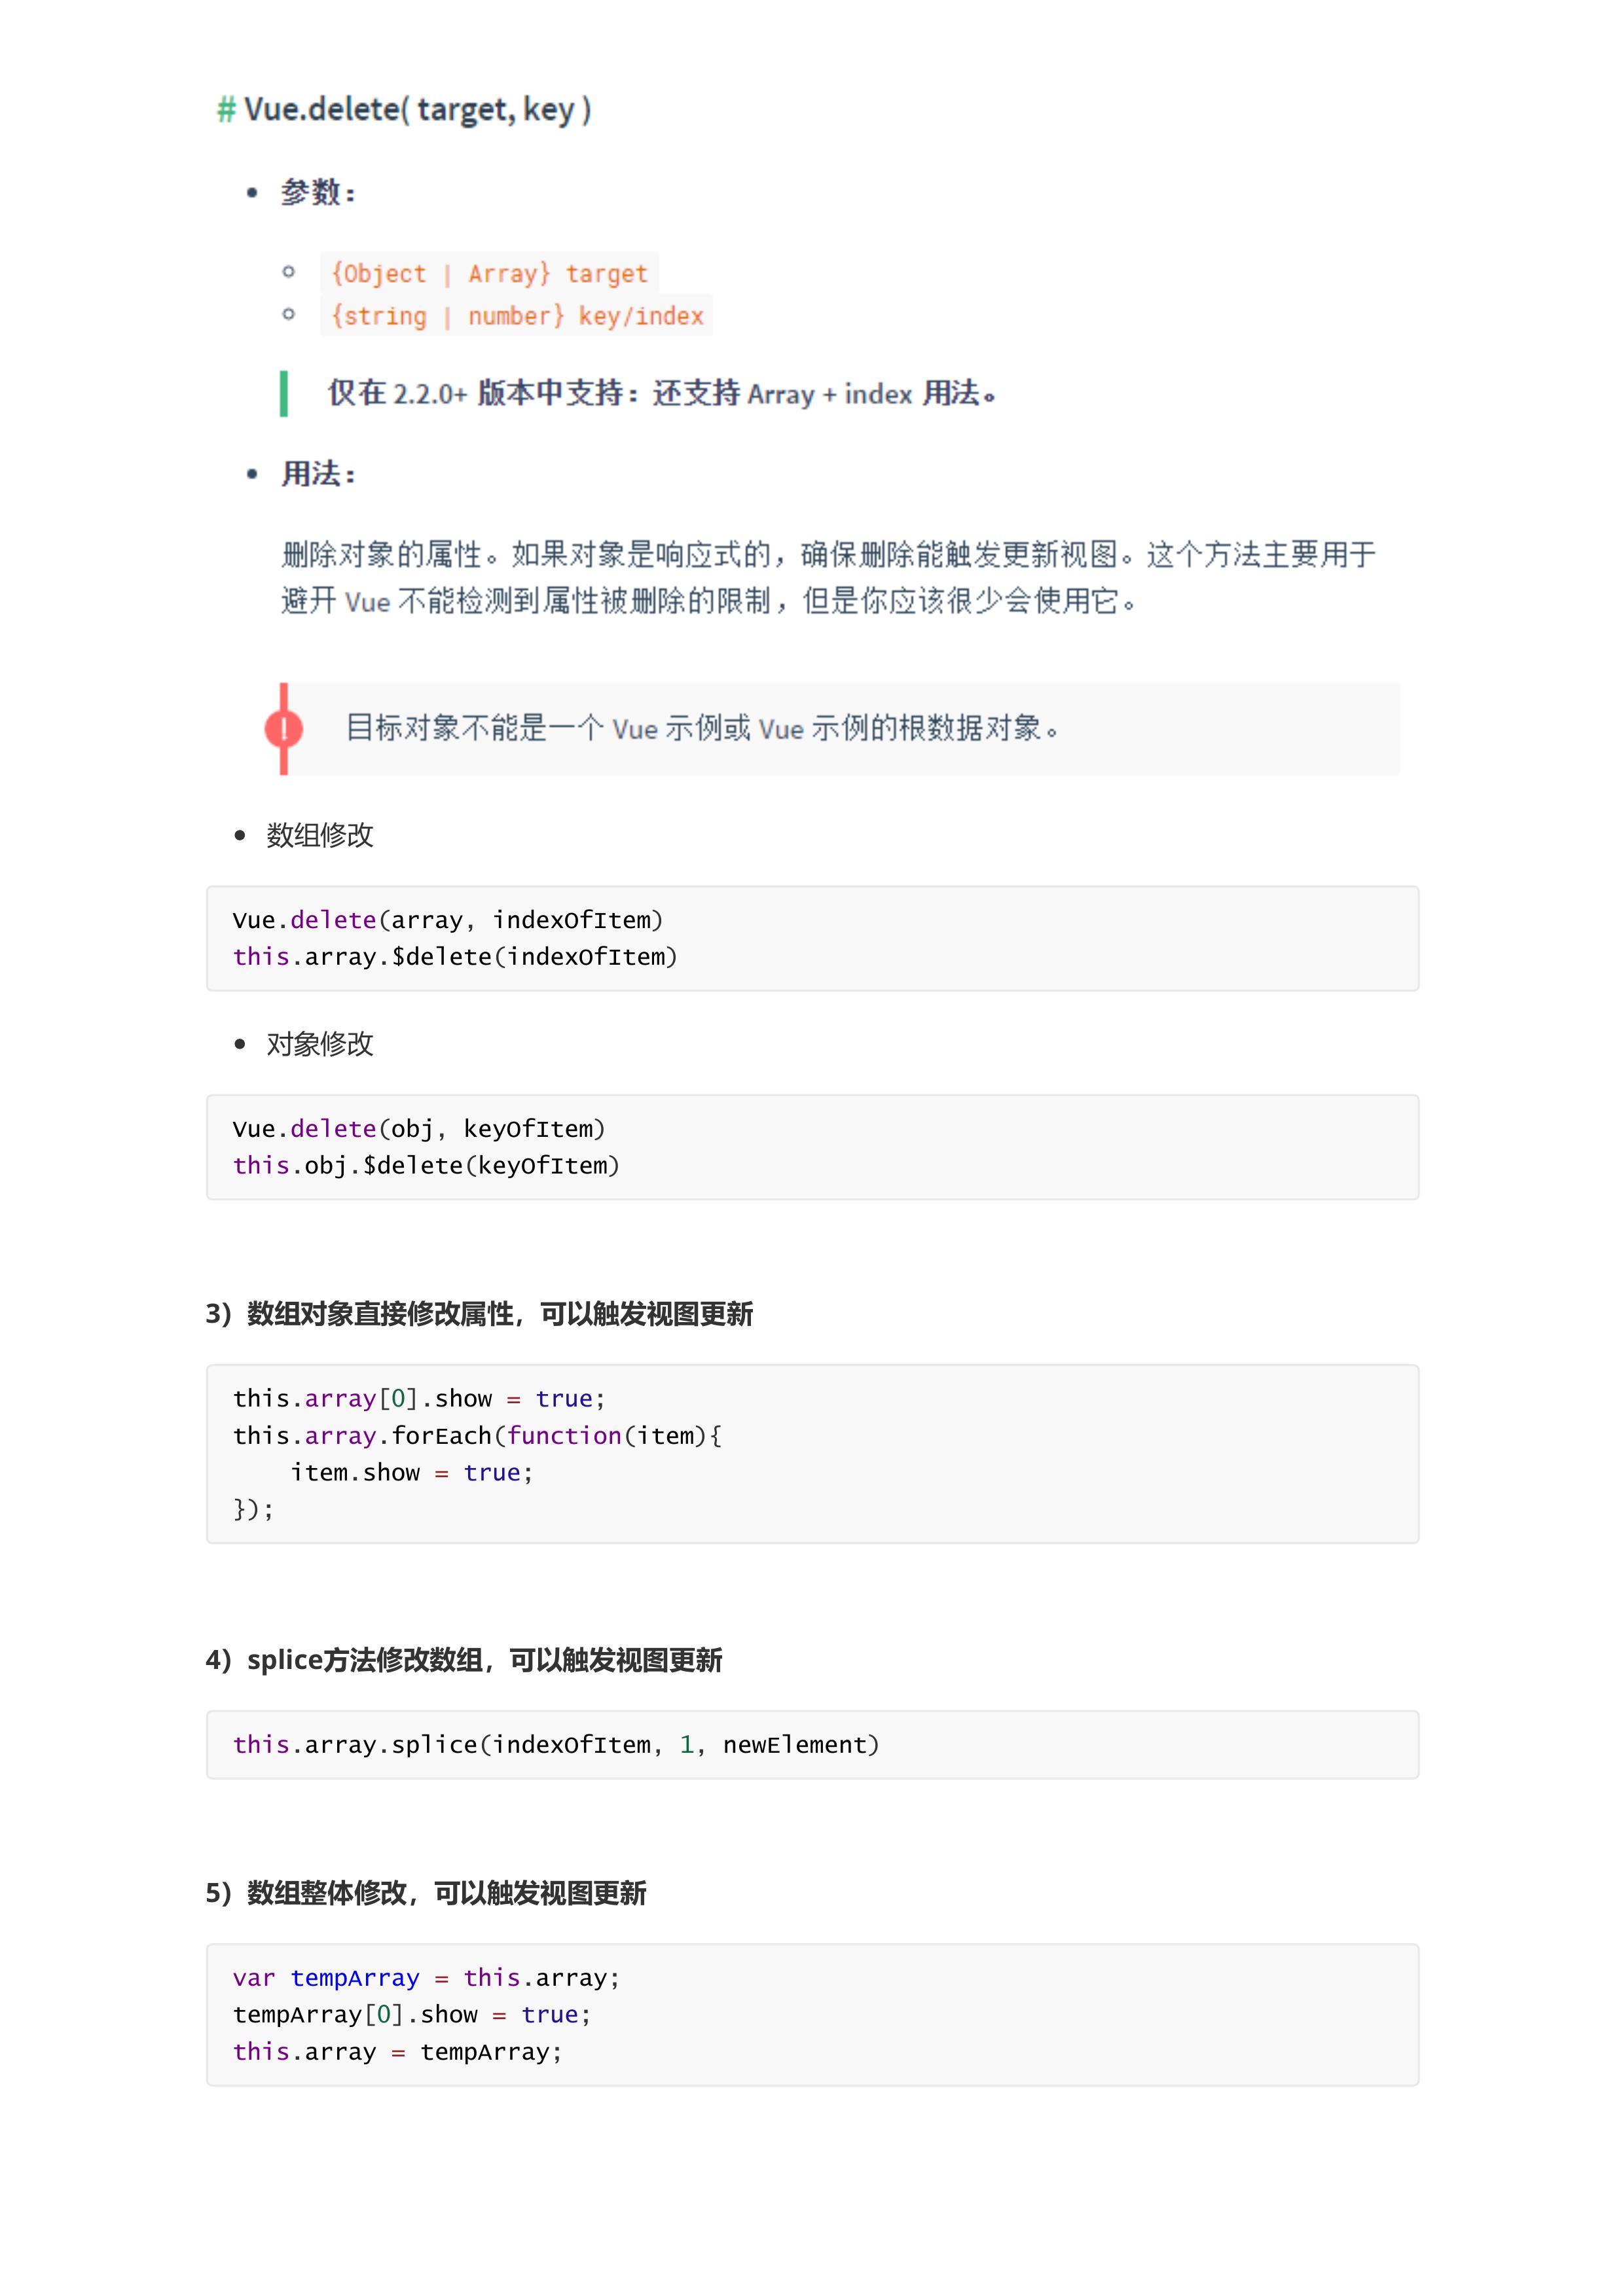 # Vue.delete( target, key )
• 参数：
{Object | Array} target
{string | number} key/index
仅在 2.2.0+ 版本中支持：还支持 Array + index 用法。
• 用法：
删除对象的属性。如果对象是响应式的，确保删除能触发更新视图。这个方法主要用于
避开 Vue 不能检测到属性被删除的限制，但是你应该很少会使用它。
! 目标对象不能是一个 Vue 示例或 Vue 示例的根数据对象。
• 数组修改
Vue.delete(array, indexOfItem)
this.array.$delete(indexOfItem)
• 对象修改
Vue.delete(obj, keyOfItem)
this.obj.$delete(keyOfItem)
3）数组对象直接修改属性，可以触发视图更新
this.array[0].show = true;
this.array.forEach(function(item){
    item.show = true;
});
4）splice方法修改数组，可以触发视图更新
this.array.splice(indexOfItem, 1, newElement)
5）数组整体修改，可以触发视图更新
var tempArray = this.array;
tempArray[0].show = true;
this.array = tempArray;